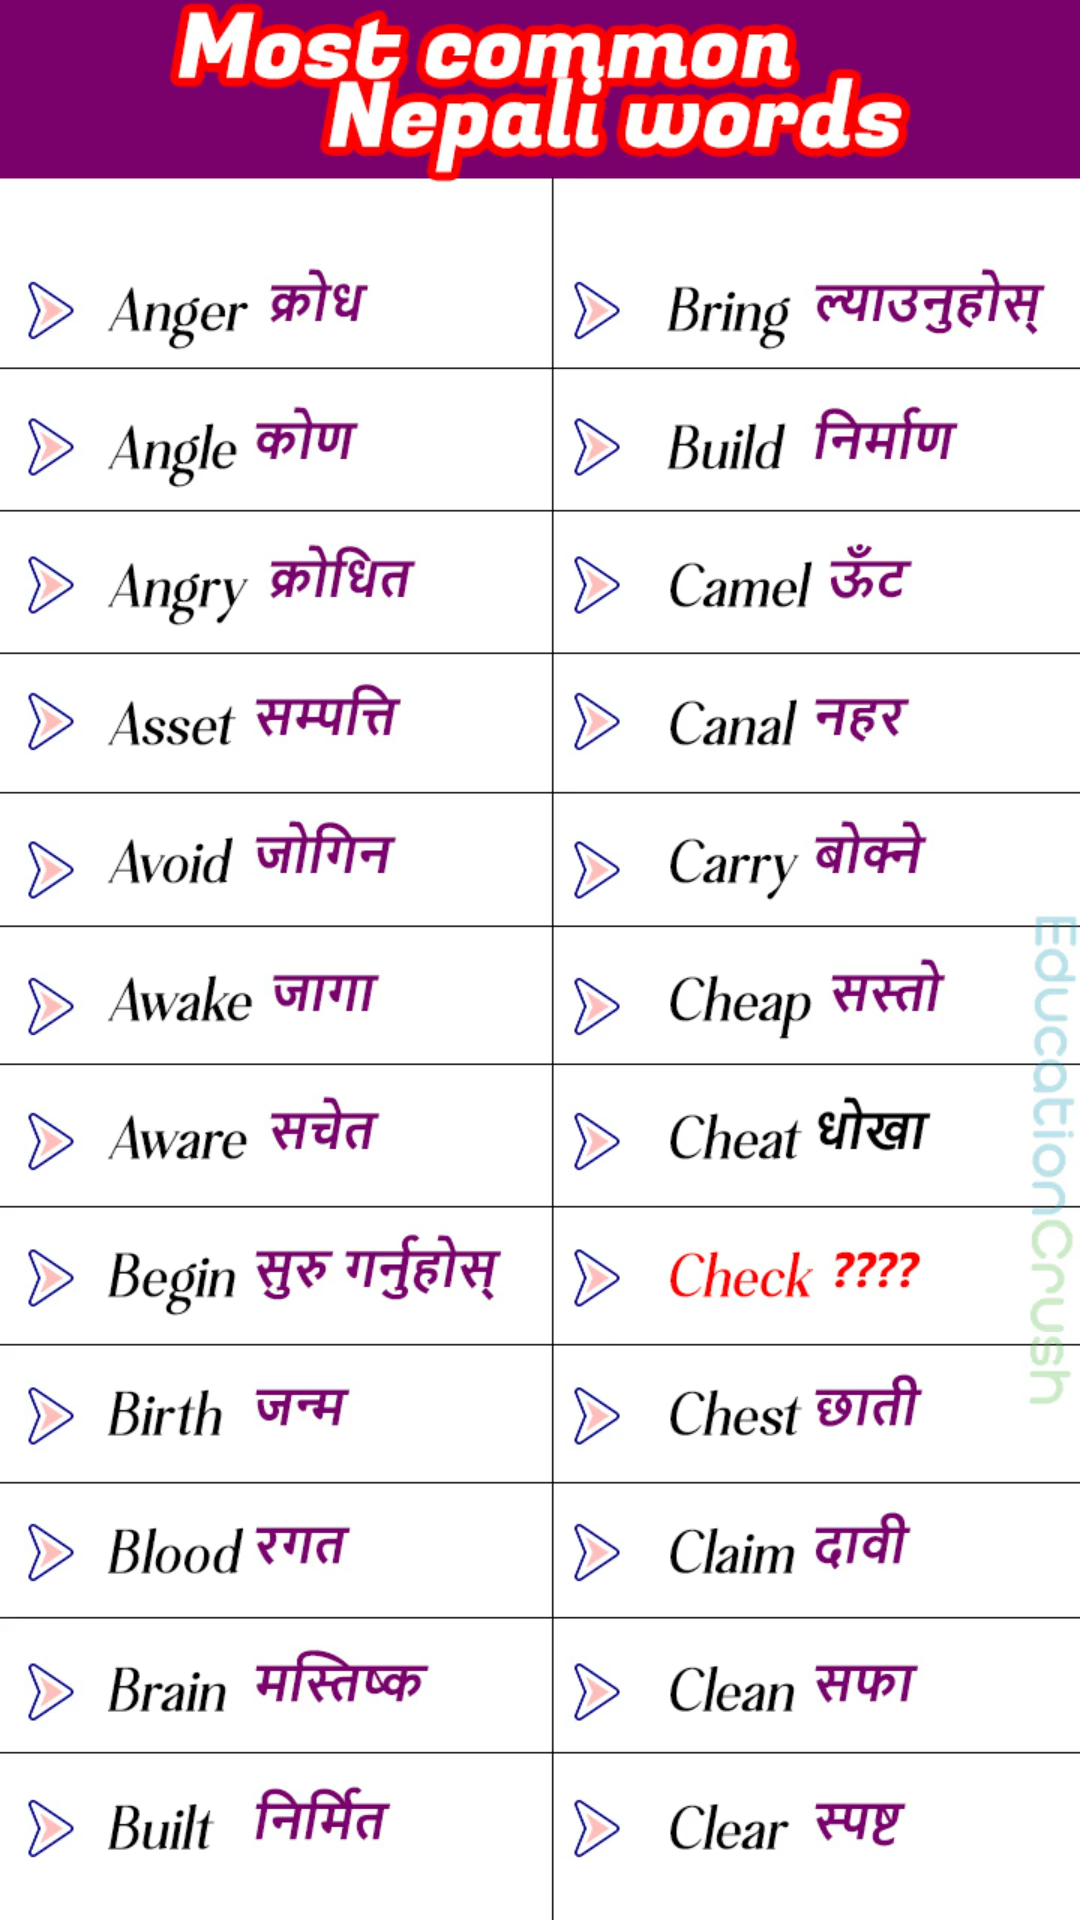 Most common
Nepali words
Anger क्रोध
Bring ल्याउनुहोस्
Angle कोण
Build निर्माण
Angry क्रोधित
Camel ऊँट
Asset सम्पत्ति
Canal नहर
Avoid जोगिन
Carry बोक्ने
Awake जागा
Cheap सस्तो
Aware सचेत
Cheat धोखा
Begin सुरु गर्नुहोस्
Check ????
Birth जन्म
Chest छाती
Blood रगत
Claim दावी
Brain मस्तिष्क
Clean सफा
Built निर्मित
Clear स्पष्ट
EducationCrush